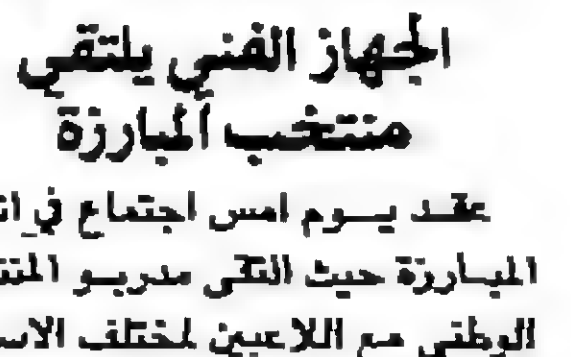 الجهاز الفني يلتقي
منتخب المبارزة
عقد يوم امس اجتماع في
المبارزة حيث التقى مدربو
الوطني مع اللاعبين لمختلف